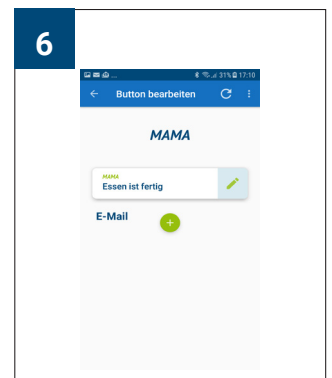 6
... 31% 17:10
Button bearbeiten
MAMA
MAMA
Essen ist fertig
E-Mail